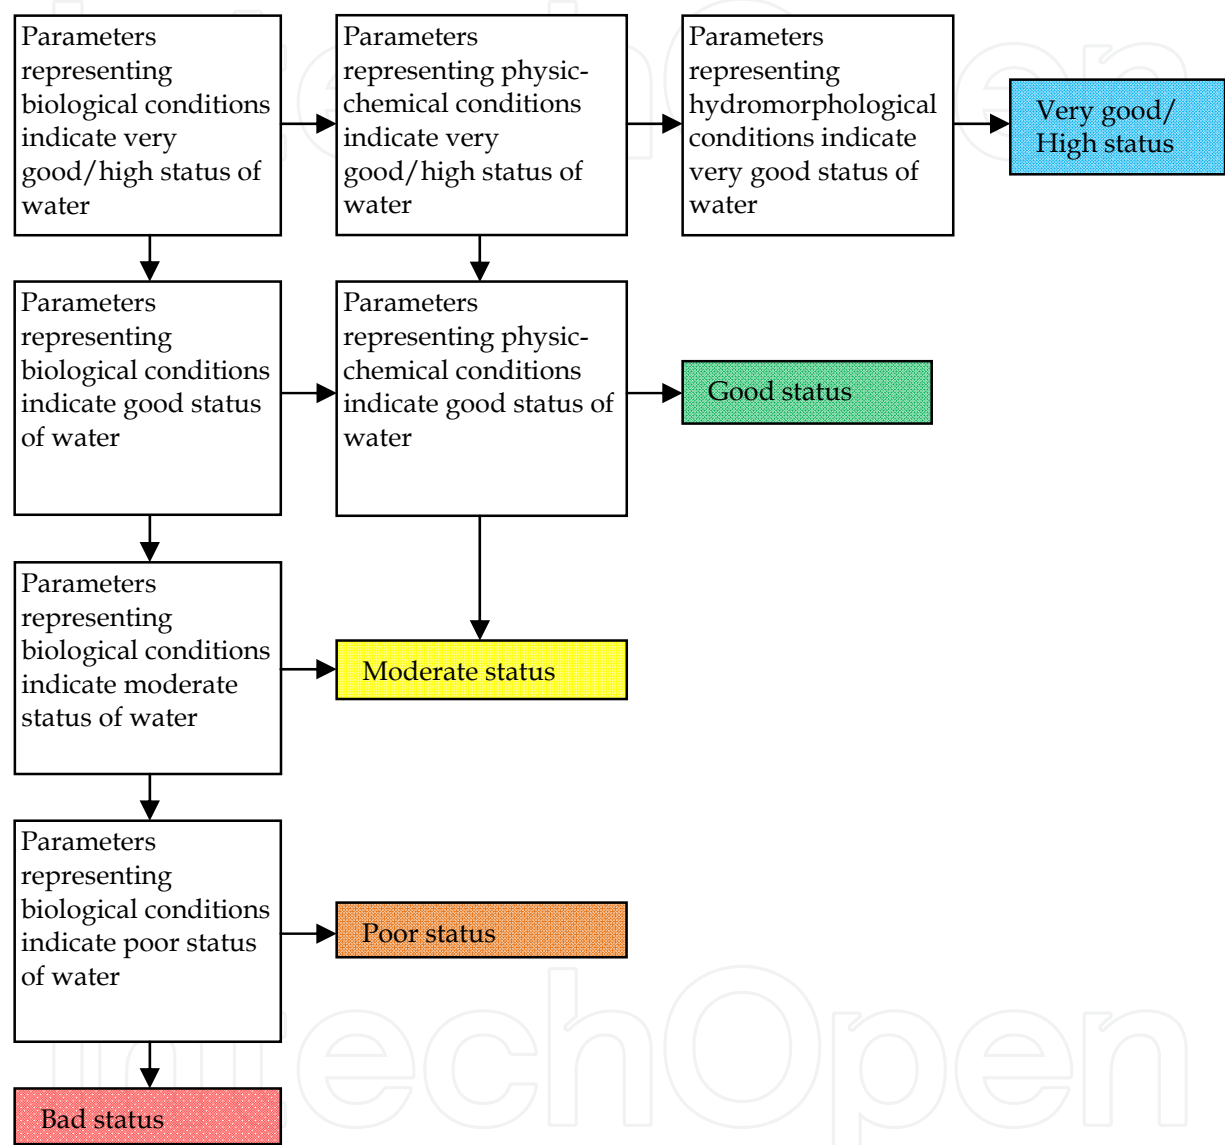 Parameters
representing
biological conditions
indicate very
good/high status of
water
Parameters
representing physic-
chemical conditions
indicate very
good/high status of
water
Parameters
representing
hydromorphological
conditions indicate
very good status of
water
Very good/
High status
Parameters
representing
biological conditions
indicate good status
of water
Parameters
representing physic-
chemical conditions
indicate good status of
water
Good status
Parameters
representing
biological conditions
indicate moderate
status of water
Moderate status
Parameters
representing
biological conditions
indicate poor status
of water
Poor status
Bad status
IntechOpen
IntechOpen